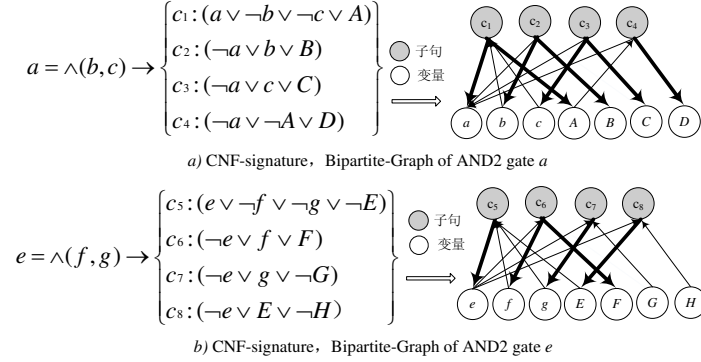 a = ∧(b, c) → { c₁: (a ∨ ¬b ∨ ¬c ∨ A)
c₂: (¬a ∨ b ∨ B)
c₃: (¬a ∨ c ∨ C)
c₄: (¬a ∨ ¬A ∨ D) }
c₁ c₂ c₃ c₄
子句
变量
a b c A B C D
a) CNF-signature，Bipartite-Graph of AND2 gate a
e = ∧(f, g) → { c₅: (e ∨ ¬f ∨ ¬g ∨ ¬E)
c₆: (¬e ∨ f ∨ F)
c₇: (¬e ∨ g ∨ ¬G)
c₈: (¬e ∨ E ∨ ¬H） }
c₅ c₆ c₇ c₈
子句
变量
e f g E F G H
b) CNF-signature，Bipartite-Graph of AND2 gate e